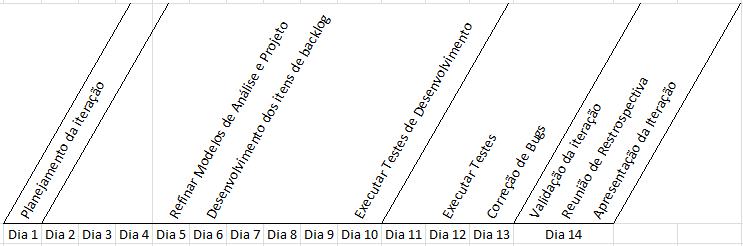 Planejamento da iteração
Refinar Modelos de Análise e Projeto
Desenvolvimento dos itens de backlog
Executar Testes de Desenvolvimento
Executar Testes
Correção de Bugs
Validação da iteração
Reunião de Restrospectiva
Apresentação da Iteração
Dia 1 Dia 2 Dia 3 Dia 4 Dia 5 Dia 6 Dia 7 Dia 8 Dia 9 Dia 10 Dia 11 Dia 12 Dia 13 Dia 14